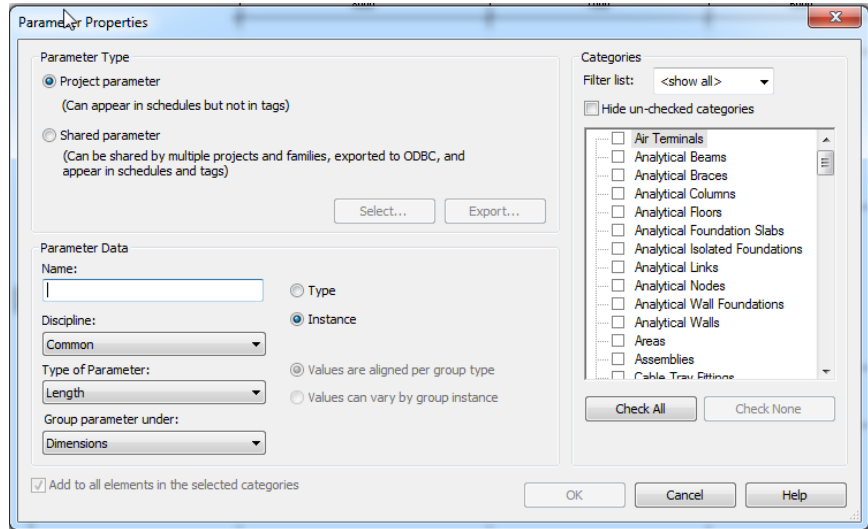 Parameter Properties
Parameter Type
Project parameter
(Can appear in schedules but not in tags)
Shared parameter
(Can be shared by multiple projects and families, exported to ODBC, and
appear in schedules and tags)
Select...
Export...
Parameter Data
Name:
Type
Discipline:
Instance
Common
Type of Parameter:
Values are aligned per group type
Length
Values can vary by group instance
Group parameter under:
Dimensions
Add to all elements in the selected categories
Categories
Filter list:
<show all>
Hide un-checked categories
Air Terminals
Analytical Beams
Analytical Braces
Analytical Columns
Analytical Floors
Analytical Foundation Slabs
Analytical Isolated Foundations
Analytical Links
Analytical Nodes
Analytical Wall Foundations
Analytical Walls
Areas
Assemblies
Cable Tray Fittings
Check All
Check None
OK
Cancel
Help